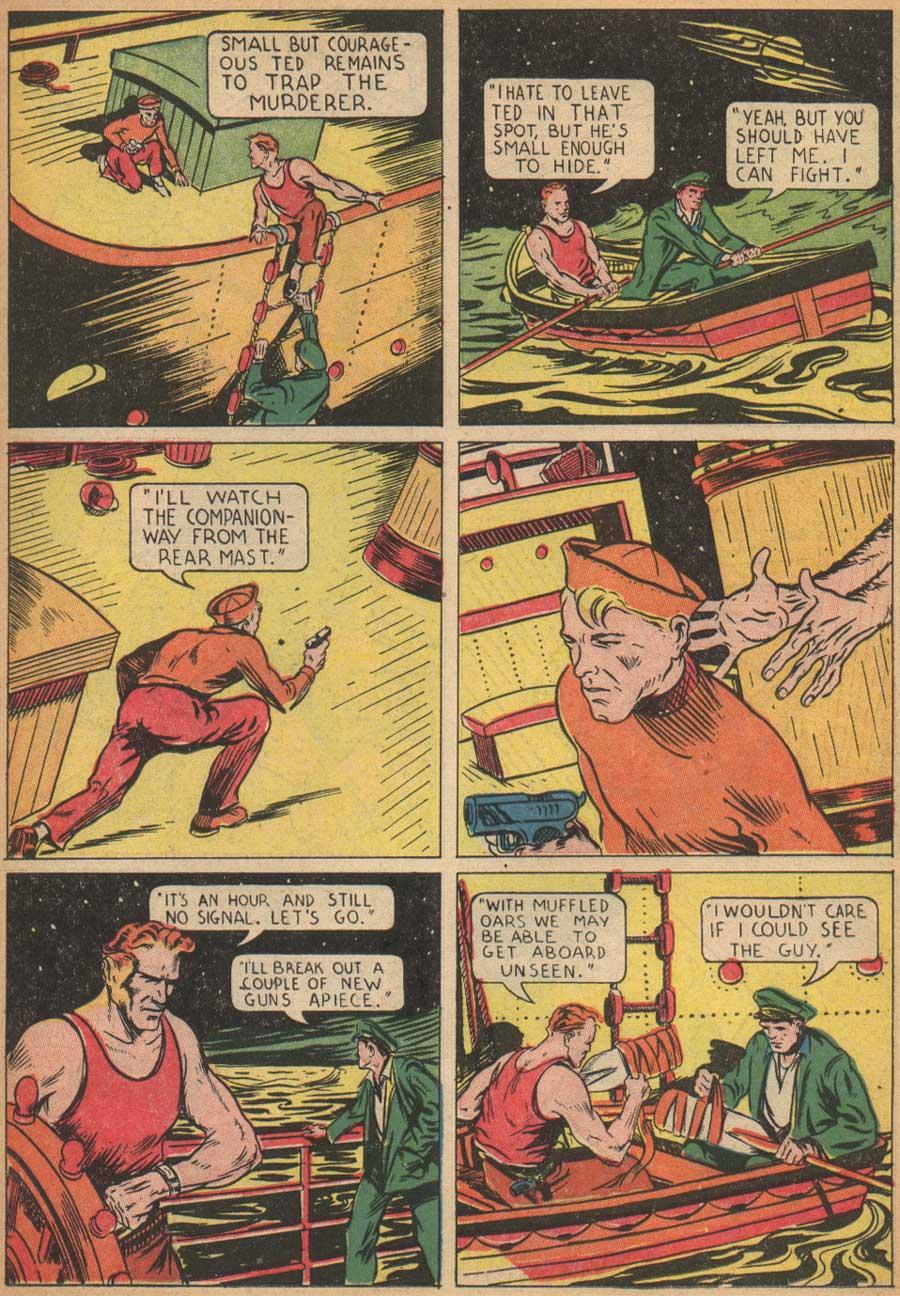 SMALL BUT COURAGE-
OUS TED REMAINS
TO TRAP THE
MURDERER.
"I HATE TO LEAVE
TED IN THAT
SPOT, BUT HE'S
SMALL ENOUGH
TO HIDE."
"YEAH, BUT YOU
SHOULD HAVE
LEFT ME. I
CAN FIGHT."
"I'LL WATCH
THE COMPANION-
WAY FROM THE
REAR MAST."
"IT'S AN HOUR AND STILL
NO SIGNAL. LET'S GO."
"I'LL BREAK OUT A
COUPLE OF NEW
GUNS APIECE."
"WITH MUFFLED
OARS WE MAY
BE ABLE TO
GET ABOARD
UNSEEN."
"I WOULDN'T CARE
IF I COULD SEE
THE GUY."